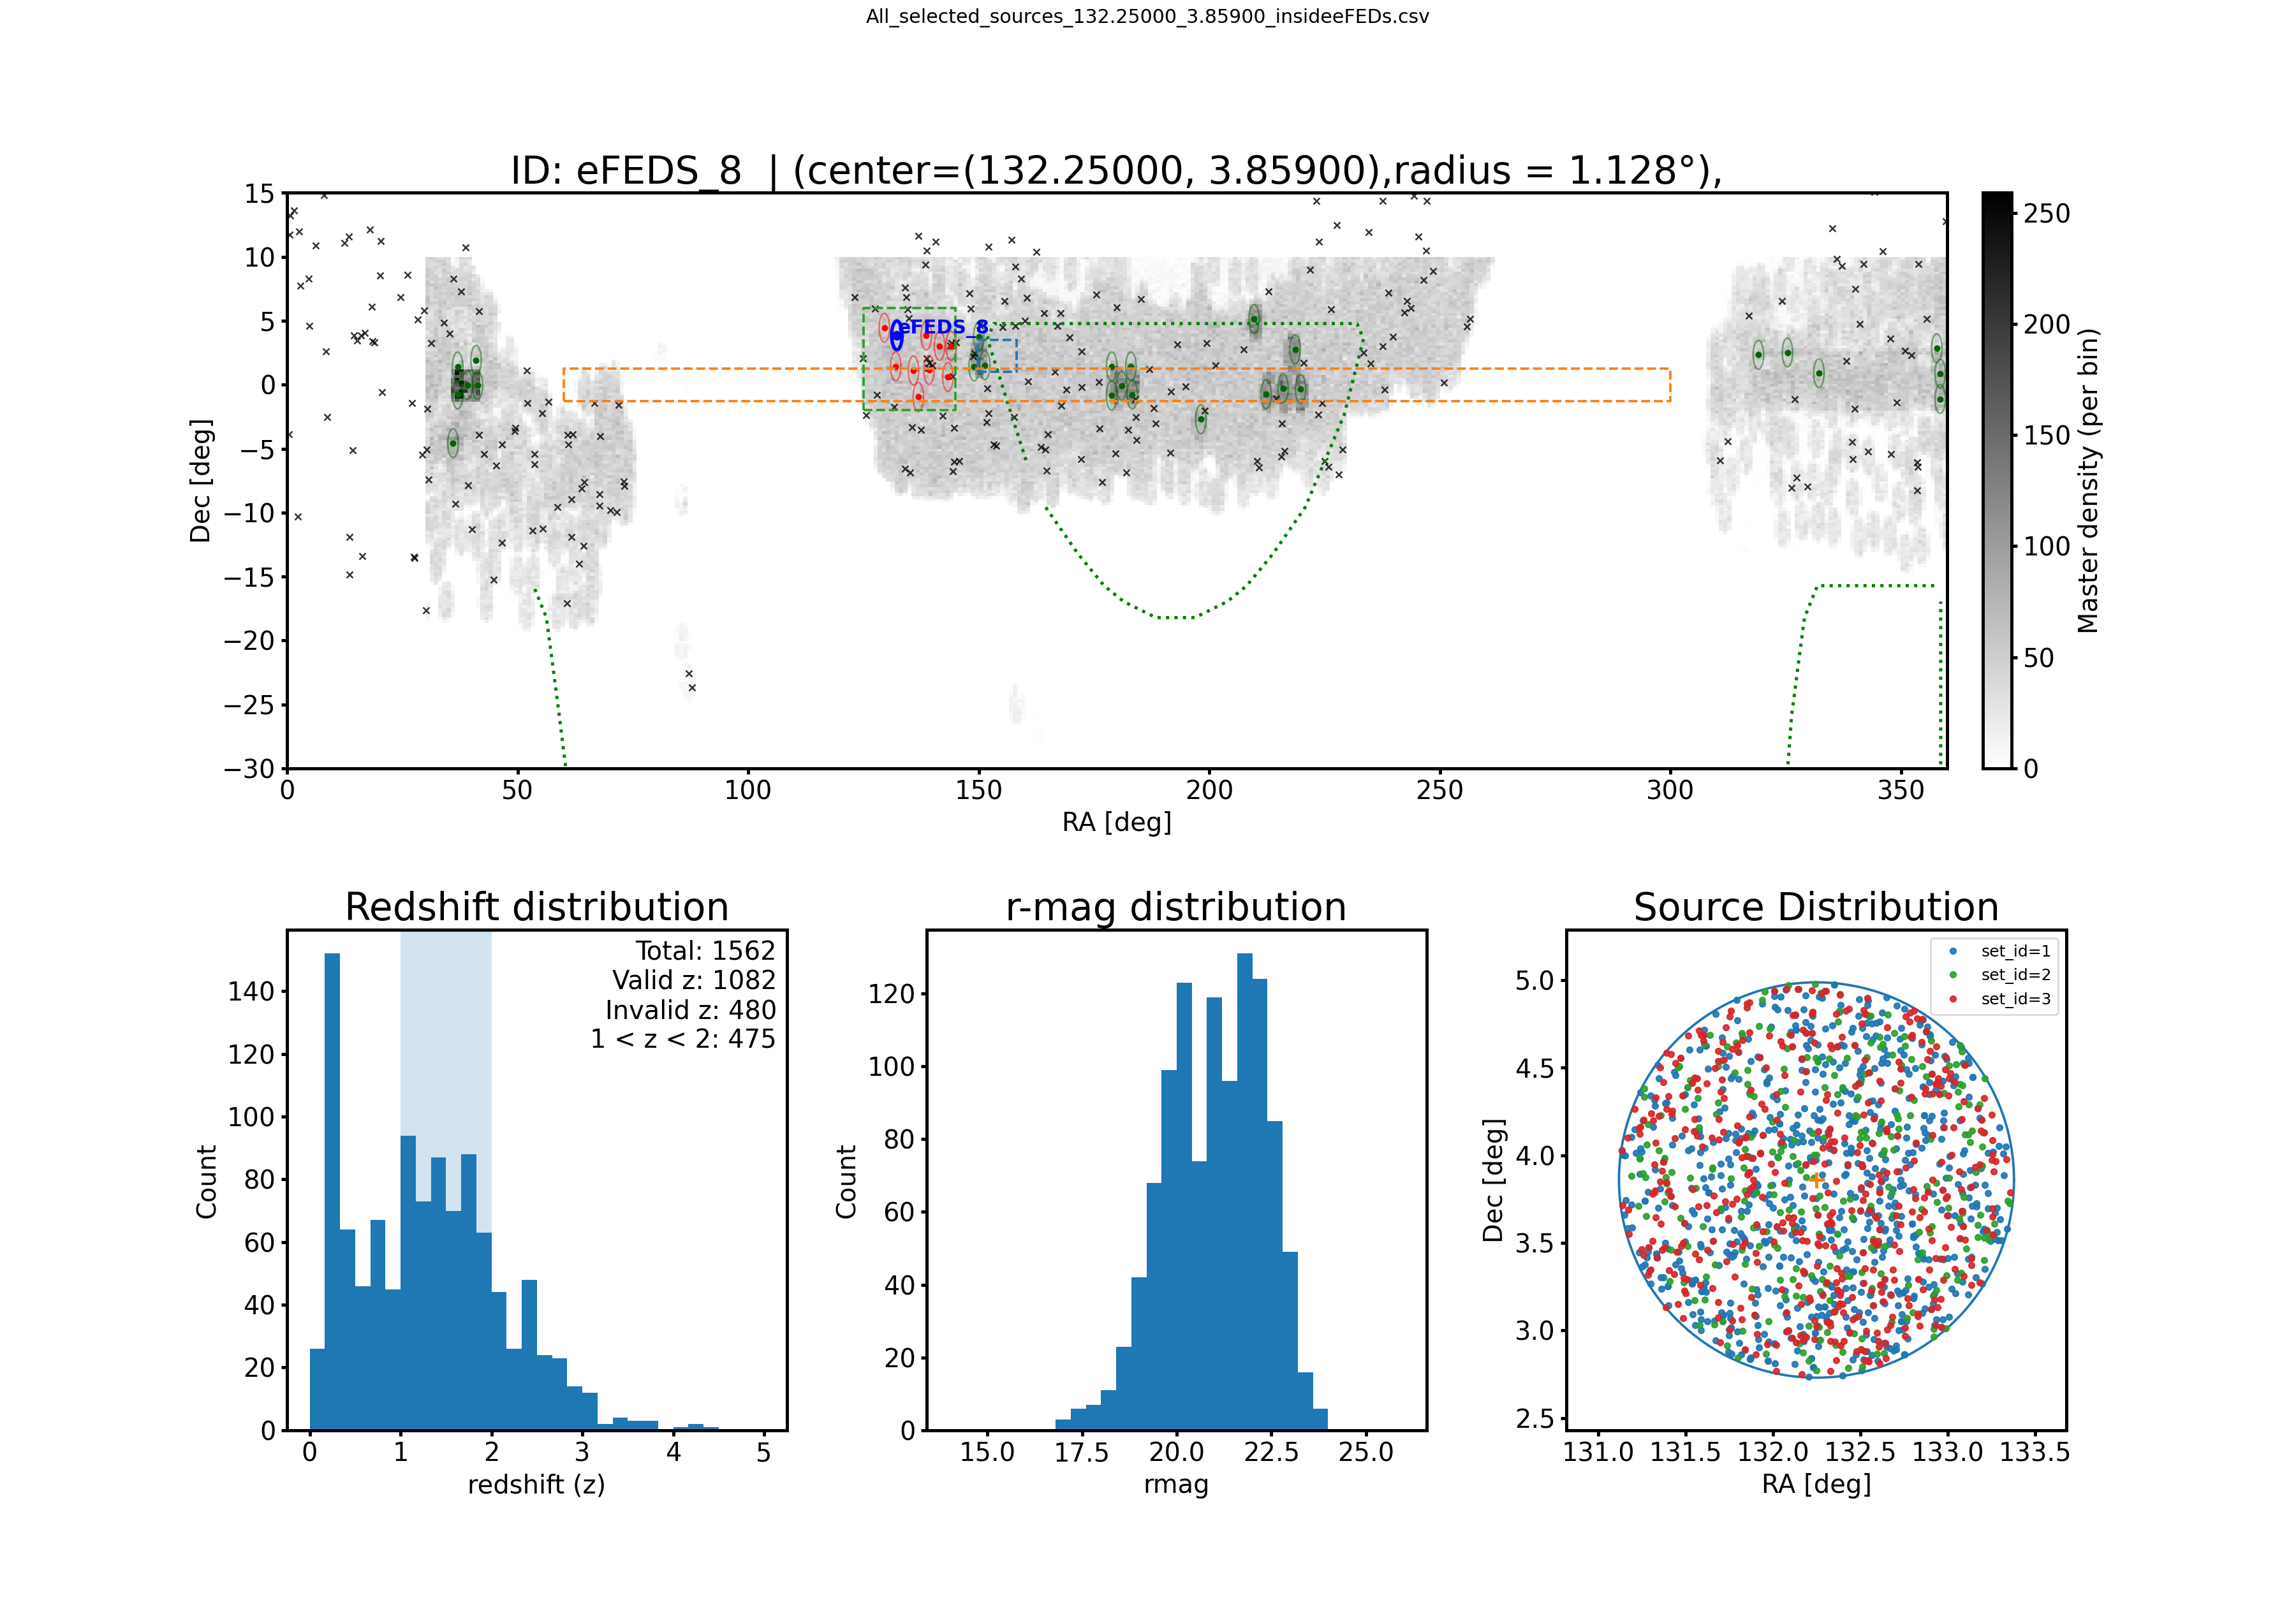 All_selected_sources_132.25000_3.85900_insideeFEDs.csv
ID: eFEDS_8 | (center=(132.25000, 3.85900),radius = 1.128°),
15
10
5
0
−5
−10
−15
−20
−25
−30
Dec [deg]
eFEDS_8
0
50
100
150
200
250
300
350
RA [deg]
250
200
150
100
50
0
Master density (per bin)
Redshift distribution
Total: 1562
Valid z: 1082
Invalid z: 480
1 < z < 2: 475
140
120
100
80
60
40
20
0
Count
0
1
2
3
4
5
redshift (z)
r-mag distribution
120
100
80
60
40
20
0
Count
15.0
17.5
20.0
22.5
25.0
rmag
Source Distribution
set_id=1
set_id=2
set_id=3
5.0
4.5
4.0
3.5
3.0
2.5
Dec [deg]
131.0
131.5
132.0
132.5
133.0
133.5
RA [deg]